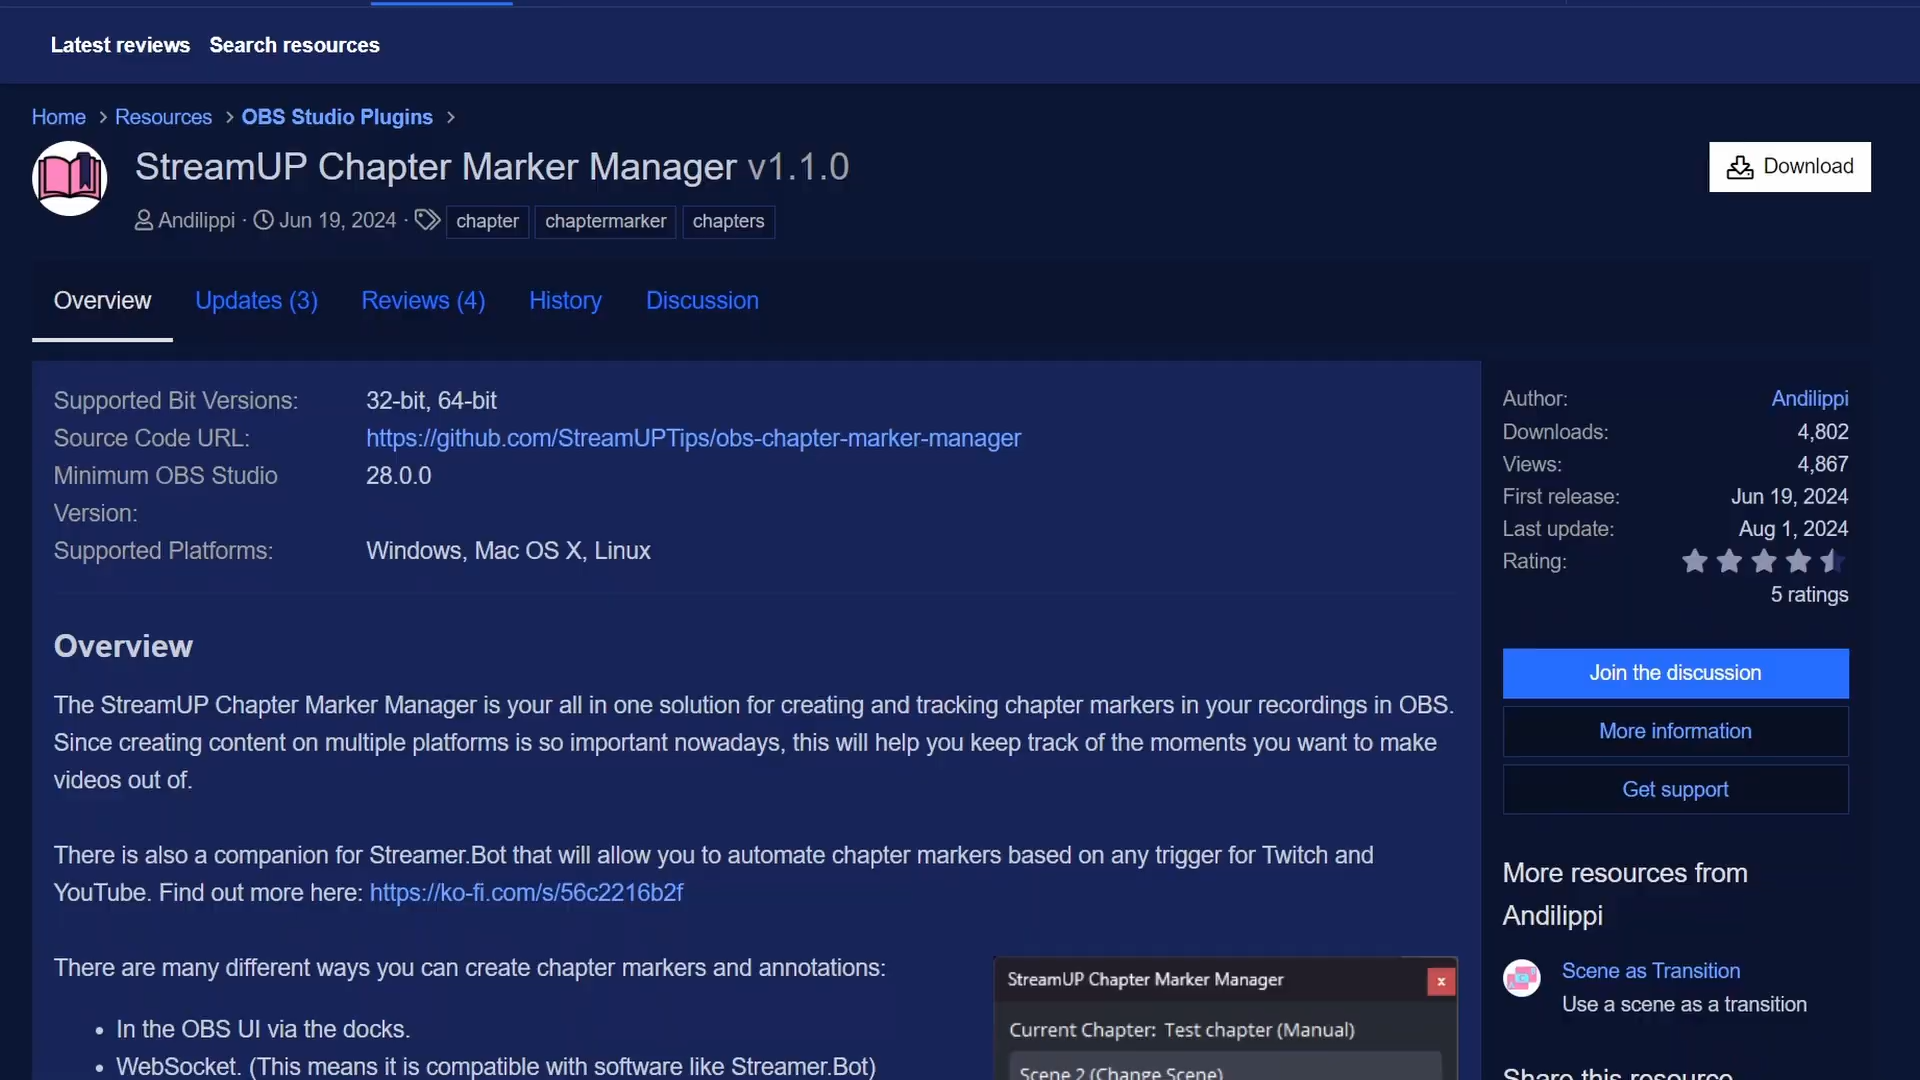 Latest reviews Search resources
Home > Resources > OBS Studio Plugins >
StreamUP Chapter Marker Manager v1.1.0
Download
Andilippi · Jun 19, 2024 · chapter chaptermarker chapters
Overview Updates (3) Reviews (4) History Discussion
Supported Bit Versions: 32-bit, 64-bit
Source Code URL: https://github.com/StreamUPTips/obs-chapter-marker-manager
Minimum OBS Studio 28.0.0
Version:
Supported Platforms: Windows, Mac OS X, Linux
Overview
The StreamUP Chapter Marker Manager is your all in one solution for creating and tracking chapter markers in your recordings in OBS.
Since creating content on multiple platforms is so important nowadays, this will help you keep track of the moments you want to make
videos out of.
There is also a companion for Streamer.Bot that will allow you to automate chapter markers based on any trigger for Twitch and
YouTube. Find out more here: https://ko-fi.com/s/56c2216b2f
There are many different ways you can create chapter markers and annotations:
• In the OBS UI via the docks.
• WebSocket. (This means it is compatible with software like Streamer.Bot)
StreamUP Chapter Marker Manager x
Current Chapter: Test chapter (Manual)
Scene 2 (Change Scene)
Author: Andilippi
Downloads: 4,802
Views: 4,867
First release: Jun 19, 2024
Last update: Aug 1, 2024
Rating:
5 ratings
Join the discussion
More information
Get support
More resources from
Andilippi
Scene as Transition
Use a scene as a transition
Share this resource